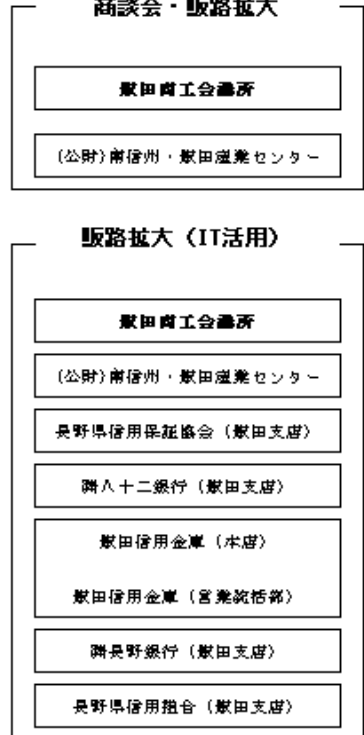 商談会・販路拡大
飯田商工会議所
(公財)南信州・飯田産業センター
販路拡大（IT活用）
飯田商工会議所
(公財)南信州・飯田産業センター
長野県信用保証協会（飯田支店）
㈱八十二銀行（飯田支店）
飯田信用金庫（本店）
飯田信用金庫（営業統括部）
㈱長野銀行（飯田支店）
長野県信用組合（飯田支店）